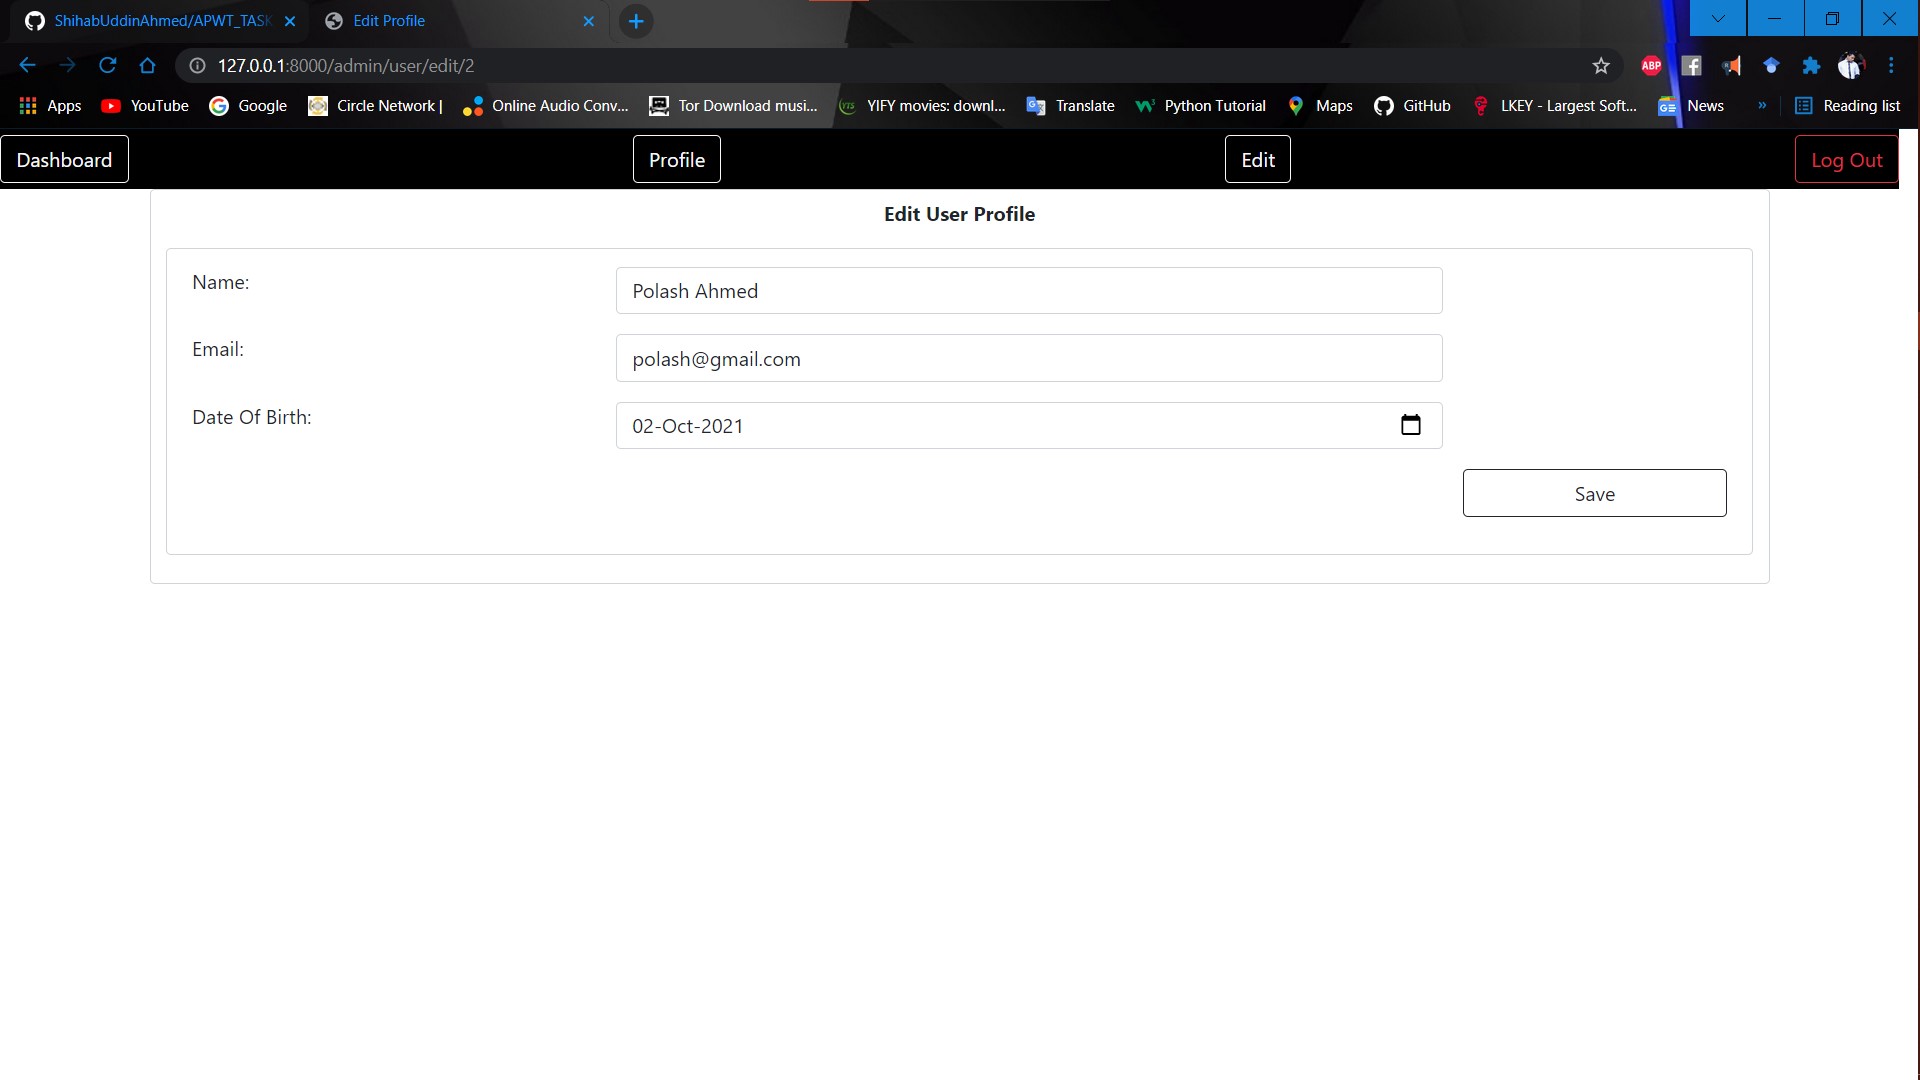 ShihabUddinAhmed/APWT_TASK
Edit Profile
127.0.0.1:8000/admin/user/edit/2
ABP
Apps YouTube Google Circle Network | Online Audio Conv... Tor Download musi... YTS YIFY movies: downl... Translate Python Tutorial Maps GitHub LKEY - Largest Soft... News » Reading list
Dashboard Profile Edit Log Out
Edit User Profile
Name: Polash Ahmed
Email: polash@gmail.com
Date Of Birth: 02-Oct-2021
Save